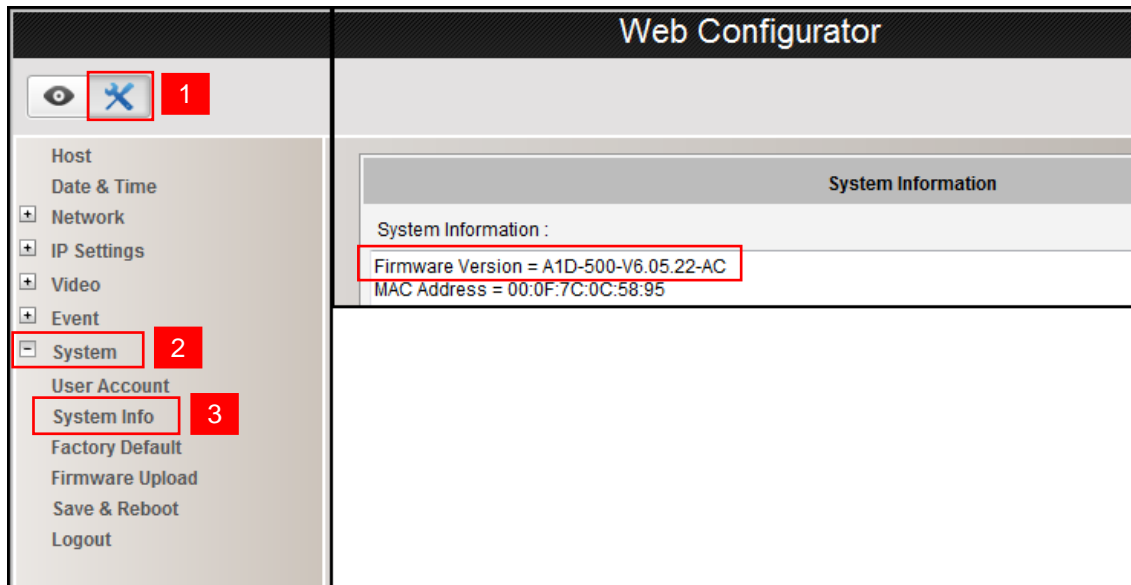 Web Configurator
1
Host
Date & Time
Network
IP Settings
Video
Event
System
2
User Account
System Info
3
Factory Default
Firmware Upload
Save & Reboot
Logout
System Information
System Information :
Firmware Version = A1D-500-V6.05.22-AC
MAC Address = 00:0F:7C:0C:58:95